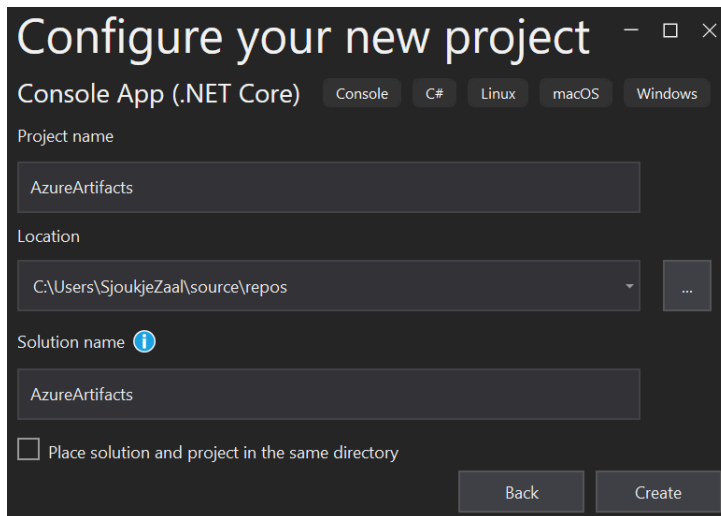 Configure your new project
Console App (.NET Core) Console C# Linux macOS Windows
Project name
AzureArtifacts
Location
C:\Users\SjoukjeZaal\source\repos
...
Solution name
AzureArtifacts
Place solution and project in the same directory
Back Create